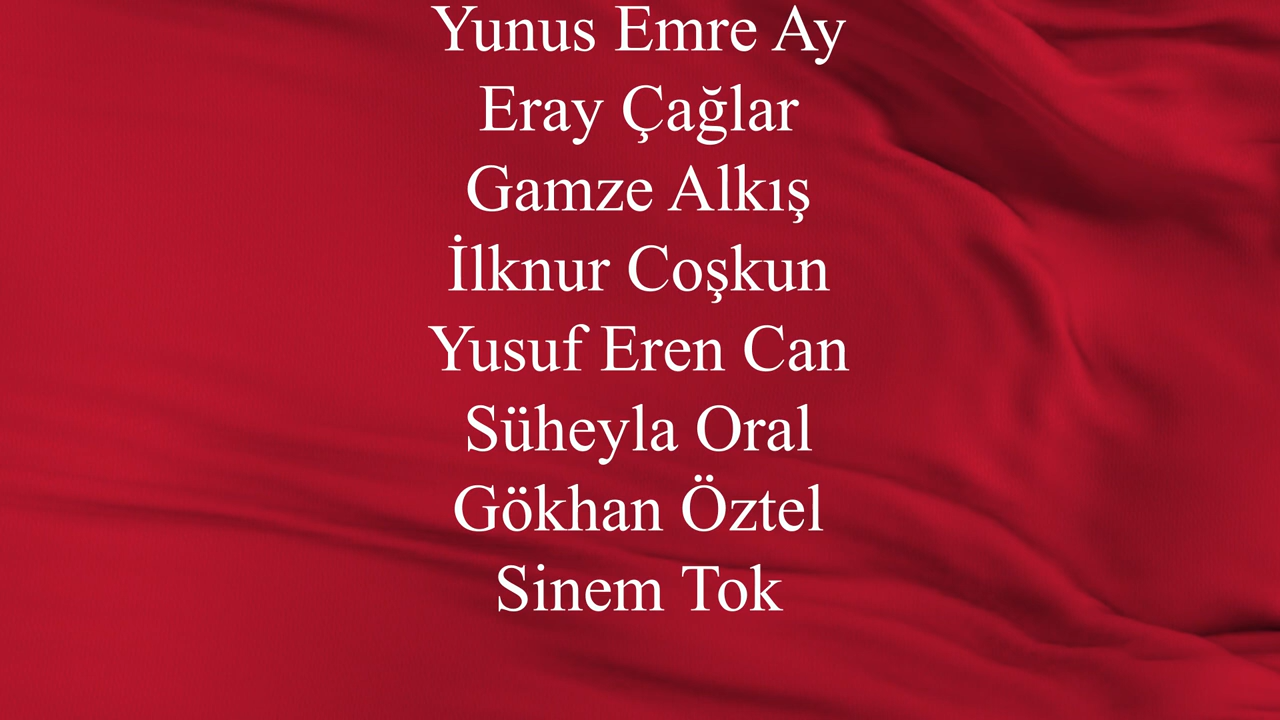 Yunus Emre Ay
Eray Çağlar
Gamze Alkış
İlknur Coşkun
Yusuf Eren Can
Süheyla Oral
Gökhan Öztel
Sinem Tok